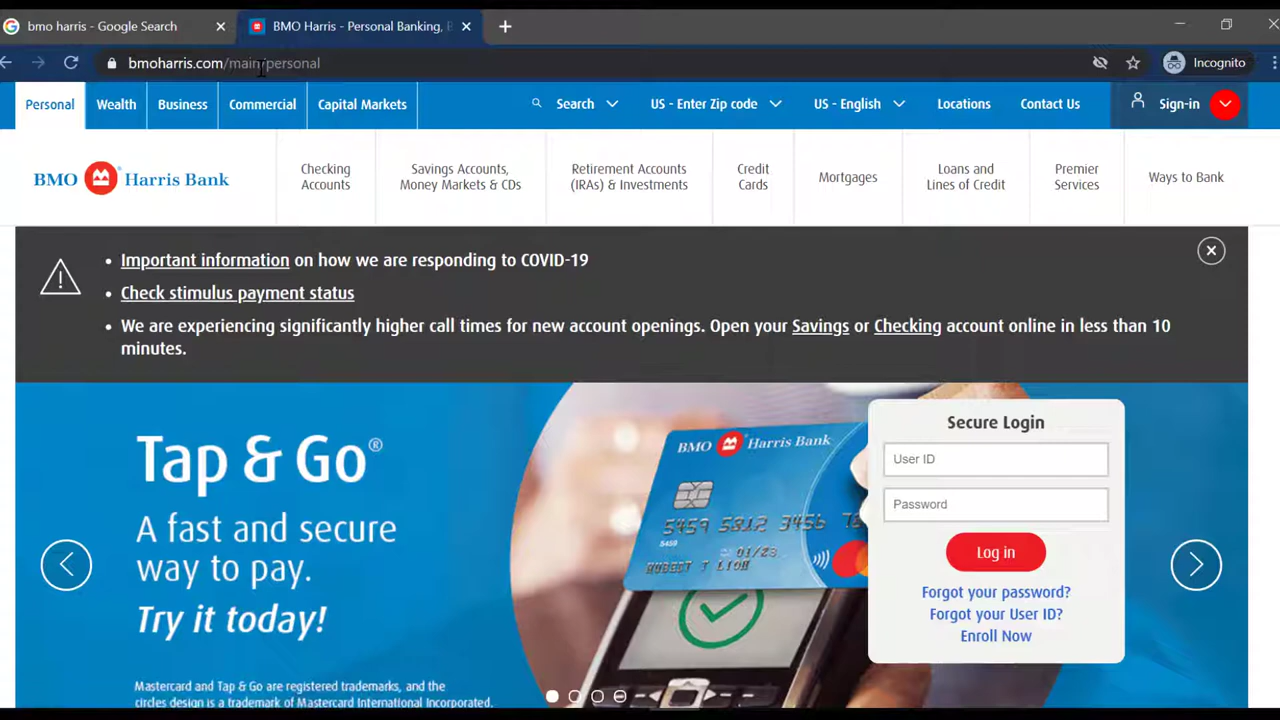 bmo harris - Google Search
BMO Harris - Personal Banking,
bmoharris.com/main/personal
Incognito
Personal
Wealth
Business
Commercial
Capital Markets
Search
US - Enter Zip code
US - English
Locations
Contact Us
Sign-in
BMO Harris Bank
Checking
Accounts
Savings Accounts,
Money Markets & CDs
Retirement Accounts
(IRAs) & Investments
Credit
Cards
Mortgages
Loans and
Lines of Credit
Premier
Services
Ways to Bank
• Important information on how we are responding to COVID-19
• Check stimulus payment status
• We are experiencing significantly higher call times for new account openings. Open your Savings or Checking account online in less than 10
minutes.
Tap & Go®
A fast and secure
way to pay.
Try it today!
Mastercard and Tap & Go are registered trademarks, and the
circles design is a trademark of Mastercard International Incorporated.
BMO Harris Bank
5459 5812 3456
5459
01/23
ROBERT T LION
Secure Login
User ID
Password
Log in
Forgot your password?
Forgot your User ID?
Enroll Now